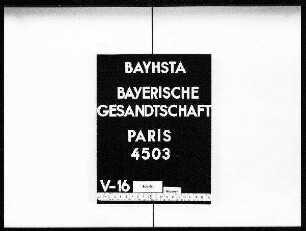 BAYHSTA
BAYERISCHE
GESANDTSCHAFT
PARIS
4503
V-16